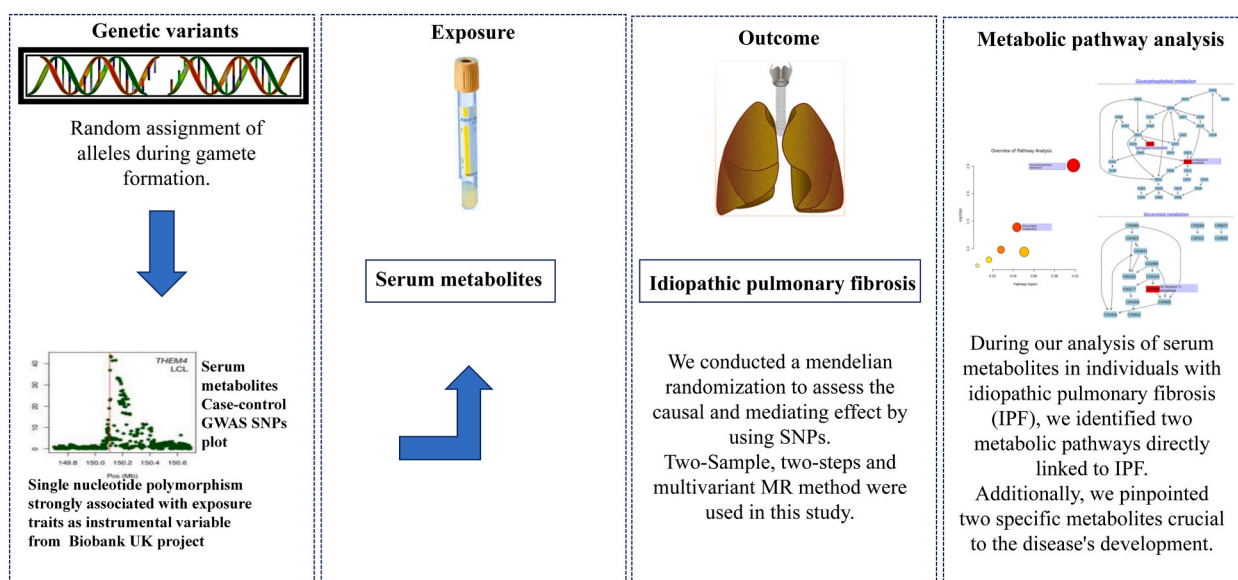 Genetic variants
Random assignment of
alleles during gamete
formation.
THEM4
LCL
40
30
20
10
0
149.8 150.0 150.2 150.4 150.6
Pos (Mb)
Serum
metabolites
Case-control
GWAS SNPs
plot
Single nucleotide polymorphism
strongly associated with exposure
traits as instrumental variable
from Biobank UK project
Exposure
Serum metabolites
Outcome
Idiopathic pulmonary fibrosis
We conducted a mendelian
randomization to assess the
causal and mediating effect by
using SNPs.
Two-Sample, two-steps and
multivariant MR method were
used in this study.
Metabolic pathway analysis
Overview of Pathway Analysis
Pathway Impact
Glycerophospholipid metabolism
Glycerolipid metabolism
During our analysis of serum
metabolites in individuals with
idiopathic pulmonary fibrosis
(IPF), we identified two
metabolic pathways directly
linked to IPF.
Additionally, we pinpointed
two specific metabolites crucial
to the disease's development.